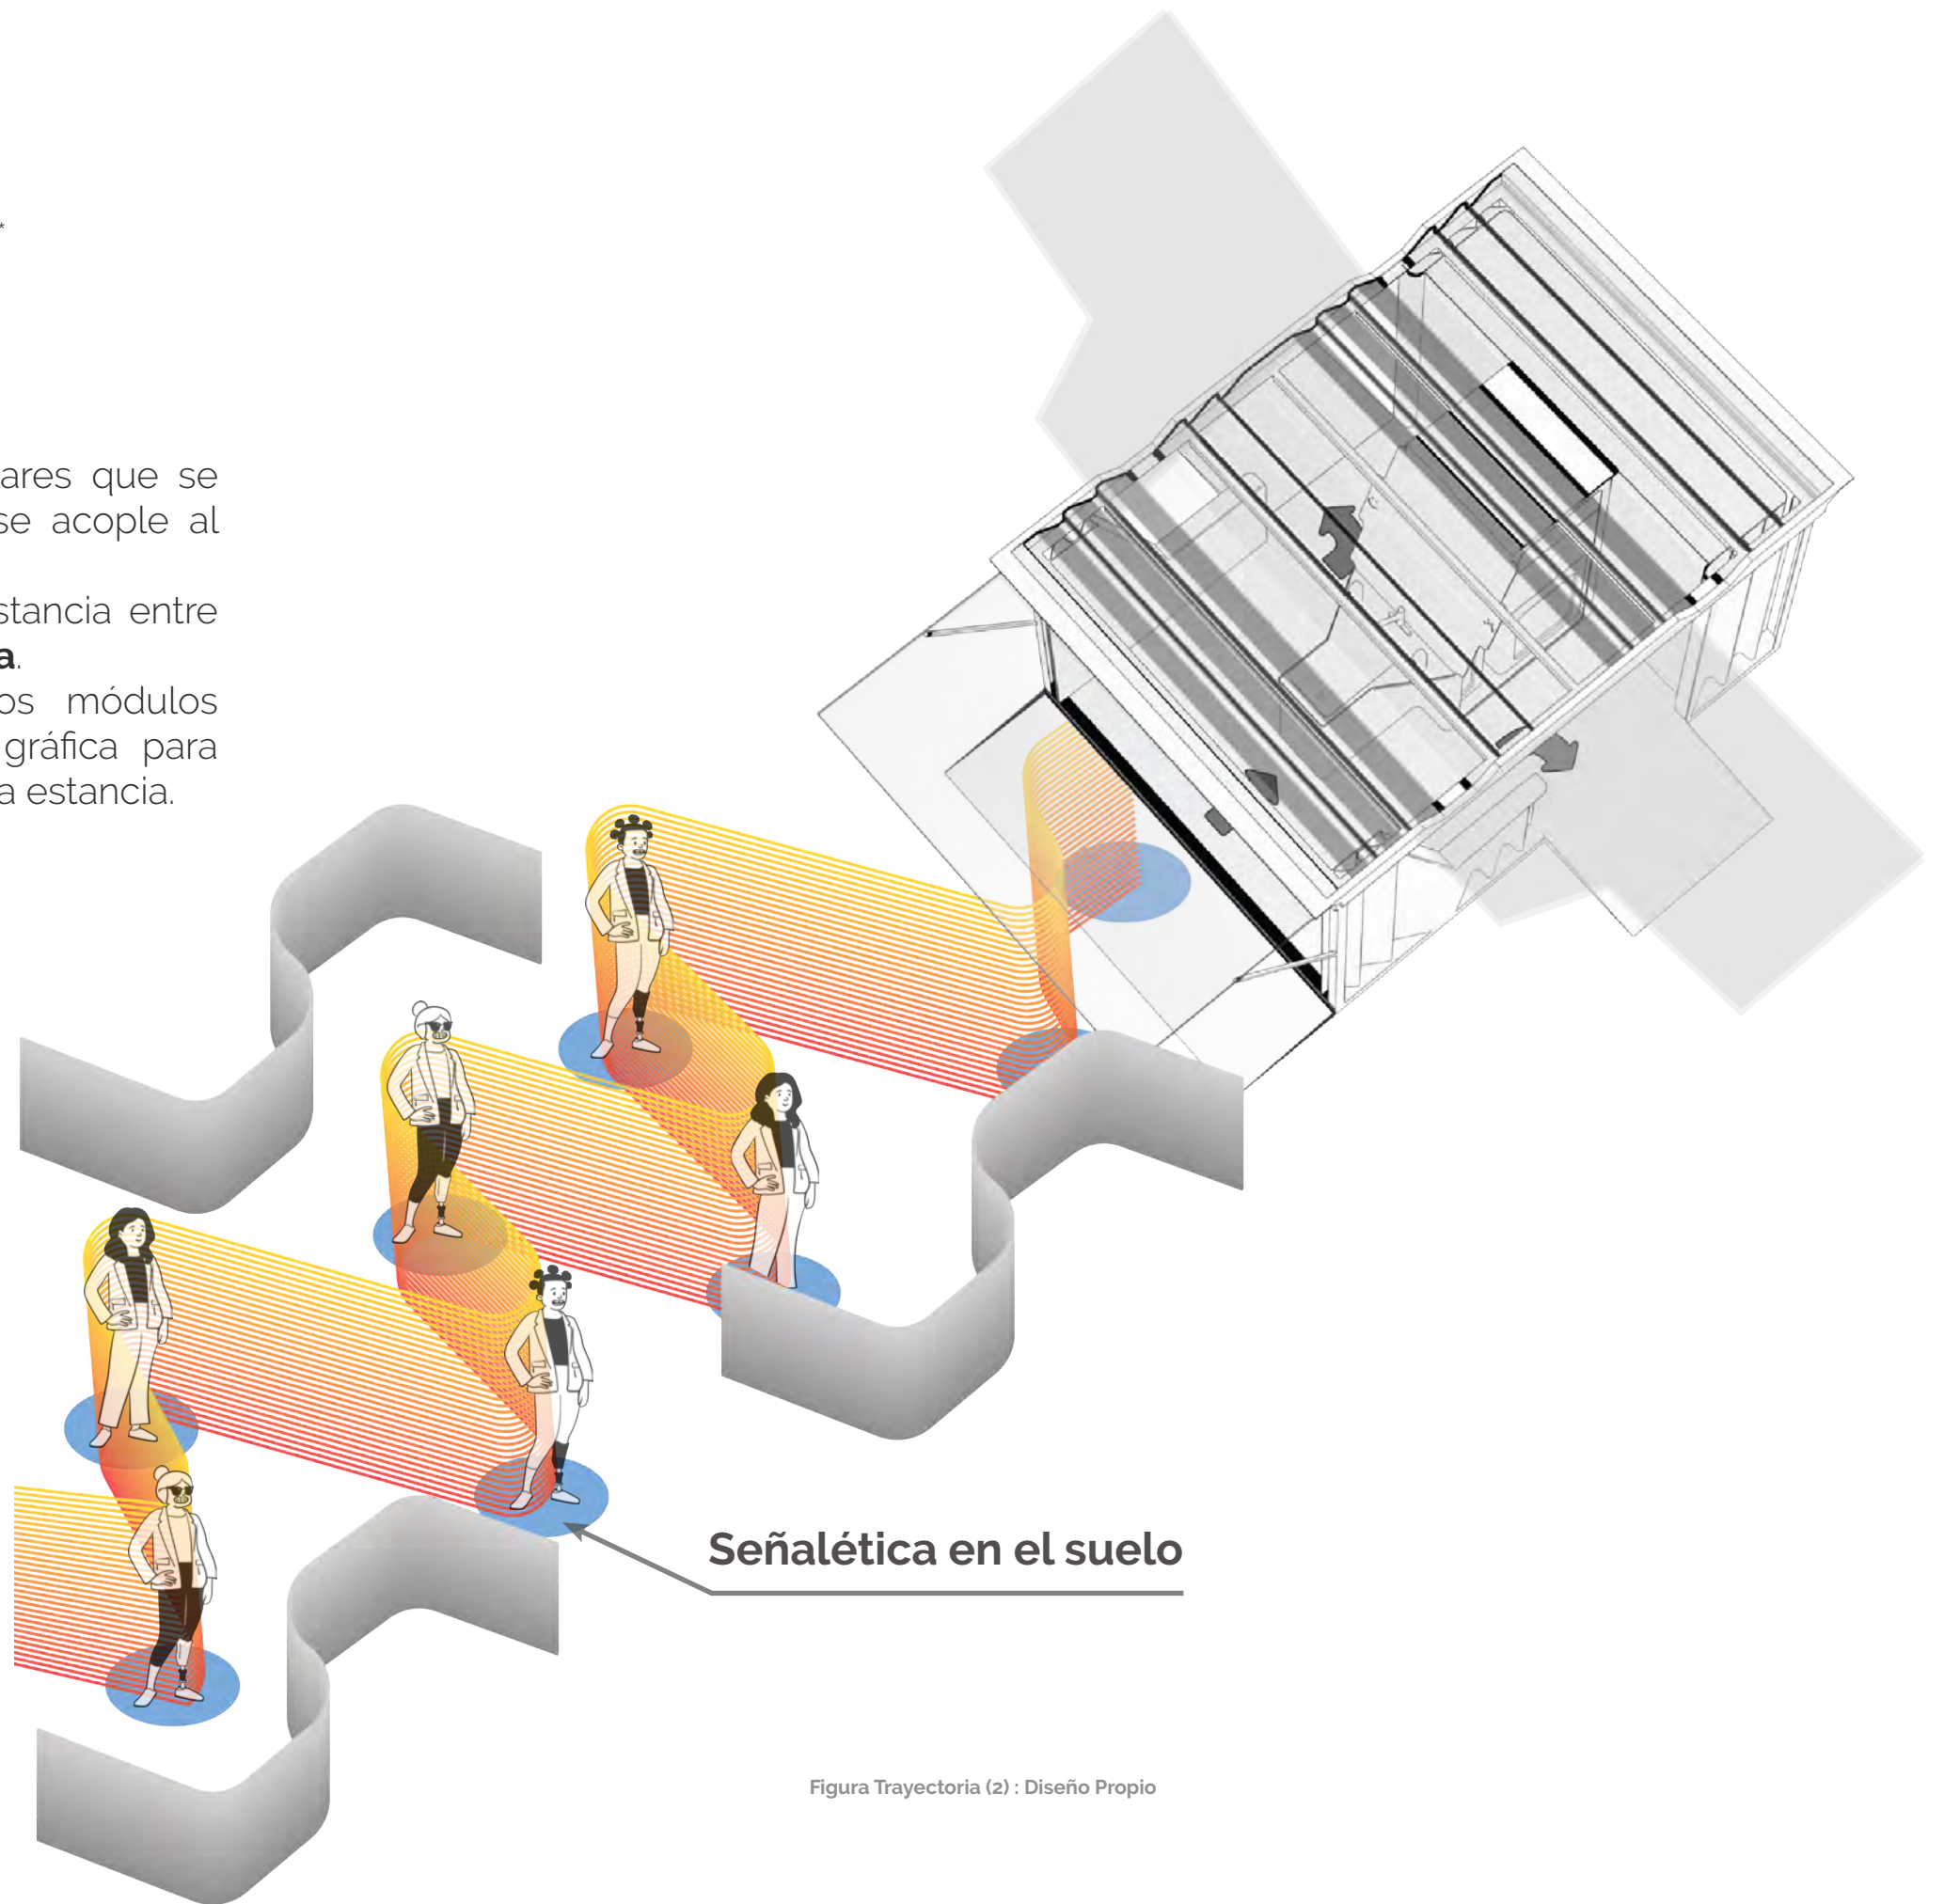 *
ares que se
se acople al
stancia entre
a.
os módulos
gráfica para
a estancia.
Señalética en el suelo
Figura Trayectoria (2) : Diseño Propio